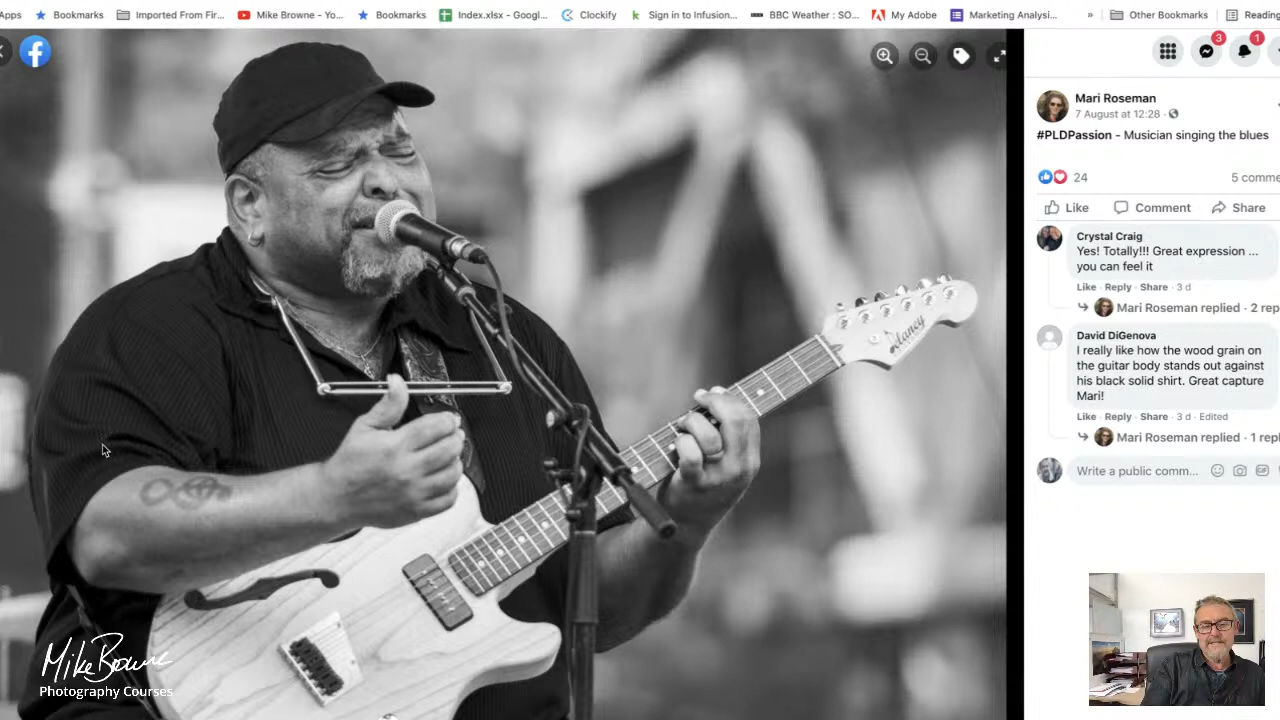 Apps
Bookmarks
Imported From Fir...
Mike Browne - Yo...
Bookmarks
Index.xlsx - Googl...
Clockify
Sign in to Infusion...
BBC Weather : SO...
My Adobe
Marketing Analysi...
»
Other Bookmarks
Reading
3
1
Mari Roseman
7 August at 12:28 ·
#PLDPassion - Musician singing the blues
24
5 comme
Like
Comment
Share
Crystal Craig
Yes! Totally!!! Great expression ...
you can feel it
Like · Reply · Share · 3 d
Mari Roseman replied · 2 rep
David DiGenova
I really like how the wood grain on
the guitar body stands out against
his black solid shirt. Great capture
Mari!
Like · Reply · Share · 3 d · Edited
Mari Roseman replied · 1 repl
Write a public comm...
GIF
Delaney
Mike Browne
Photography Courses